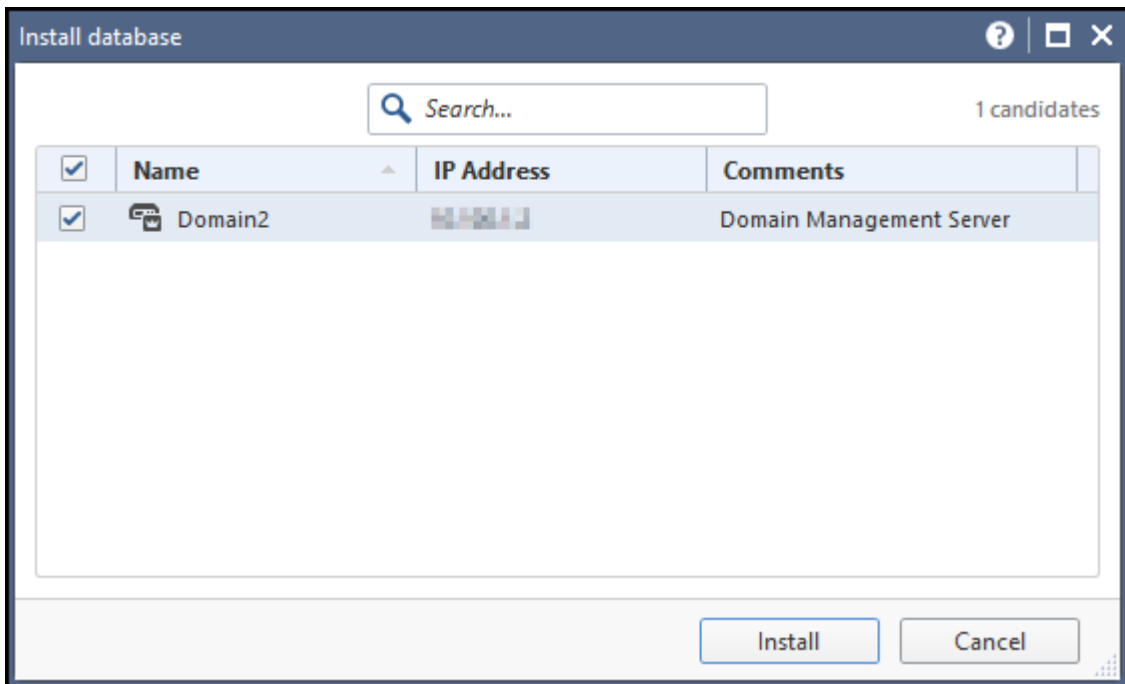 Install database
Search...
1 candidates
Name IP Address Comments
Domain2 Domain Management Server
Install Cancel